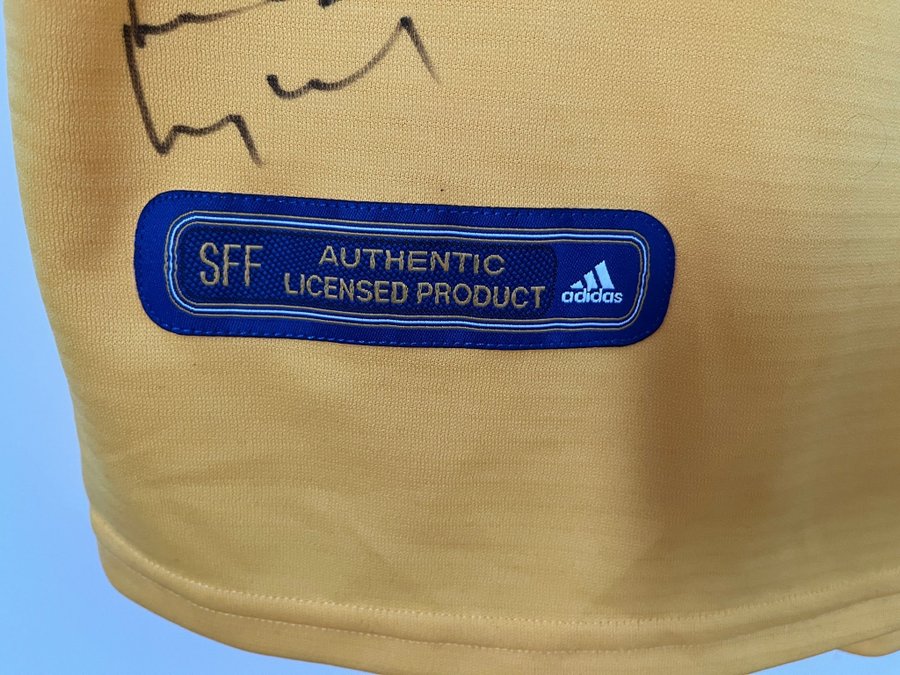 SFF
AUTHENTIC
LICENSED PRODUCT
adidas